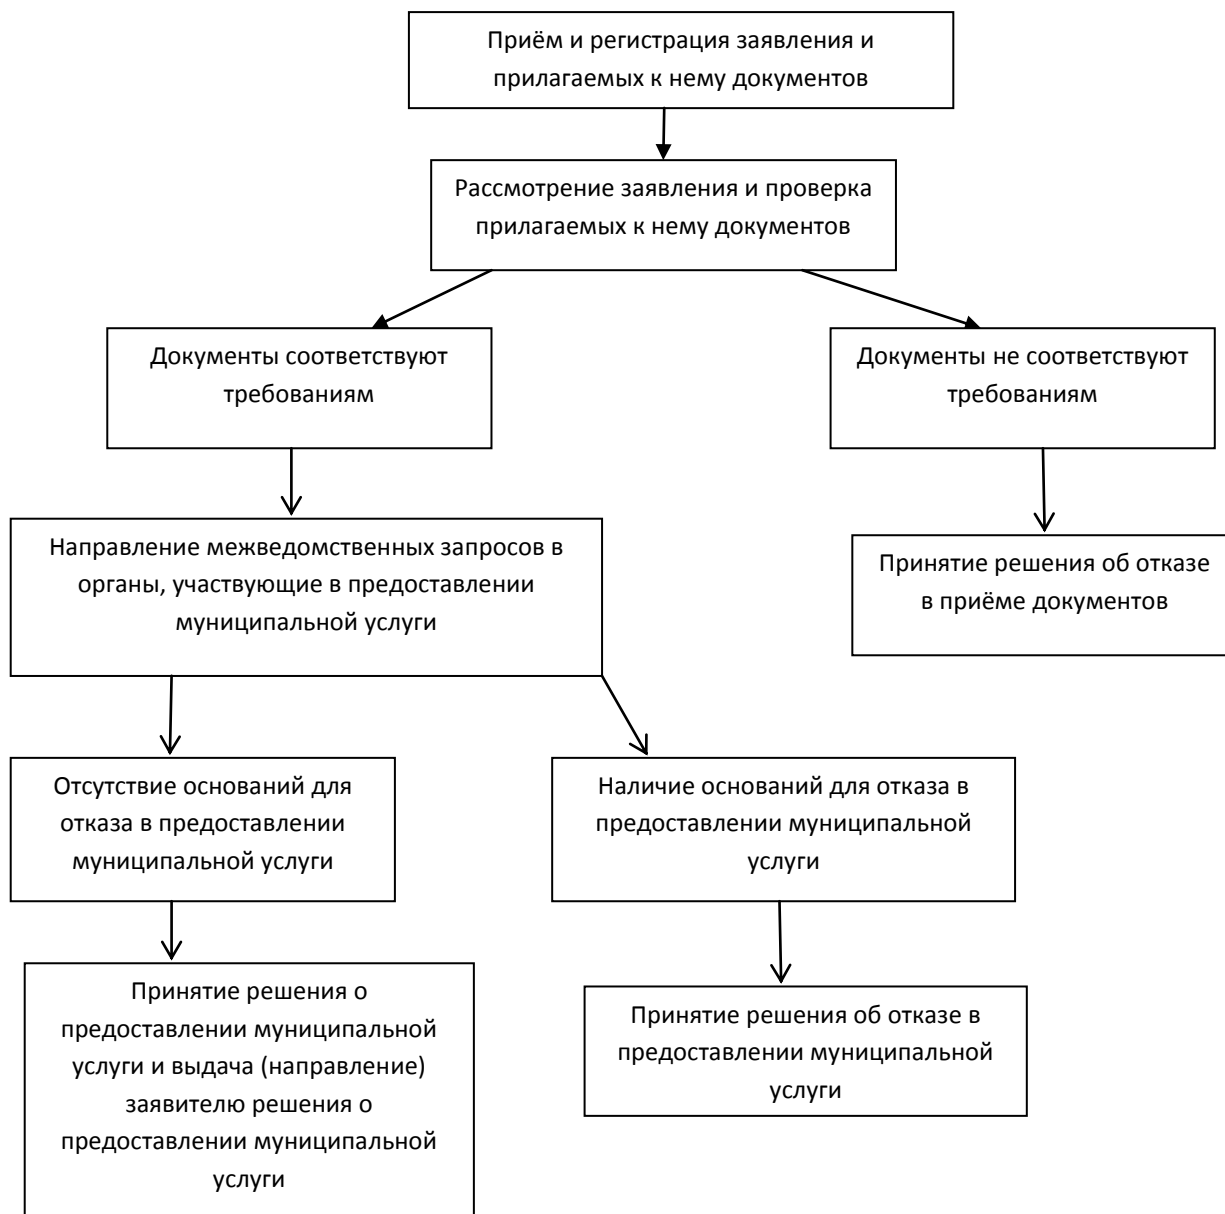 Приём и регистрация заявления и
прилагаемых к нему документов
Рассмотрение заявления и проверка
прилагаемых к нему документов
Документы соответствуют
требованиям
Документы не соответствуют
требованиям
Направление межведомственных запросов в
органы, участвующие в предоставлении
муниципальной услуги
Принятие решения об отказе
в приёме документов
Отсутствие оснований для
отказа в предоставлении
муниципальной услуги
Наличие оснований для отказа в
предоставлении муниципальной
услуги
Принятие решения о
предоставлении муниципальной
услуги и выдача (направление)
заявителю решения о
предоставлении муниципальной
услуги
Принятие решения об отказе в
предоставлении муниципальной
услуги